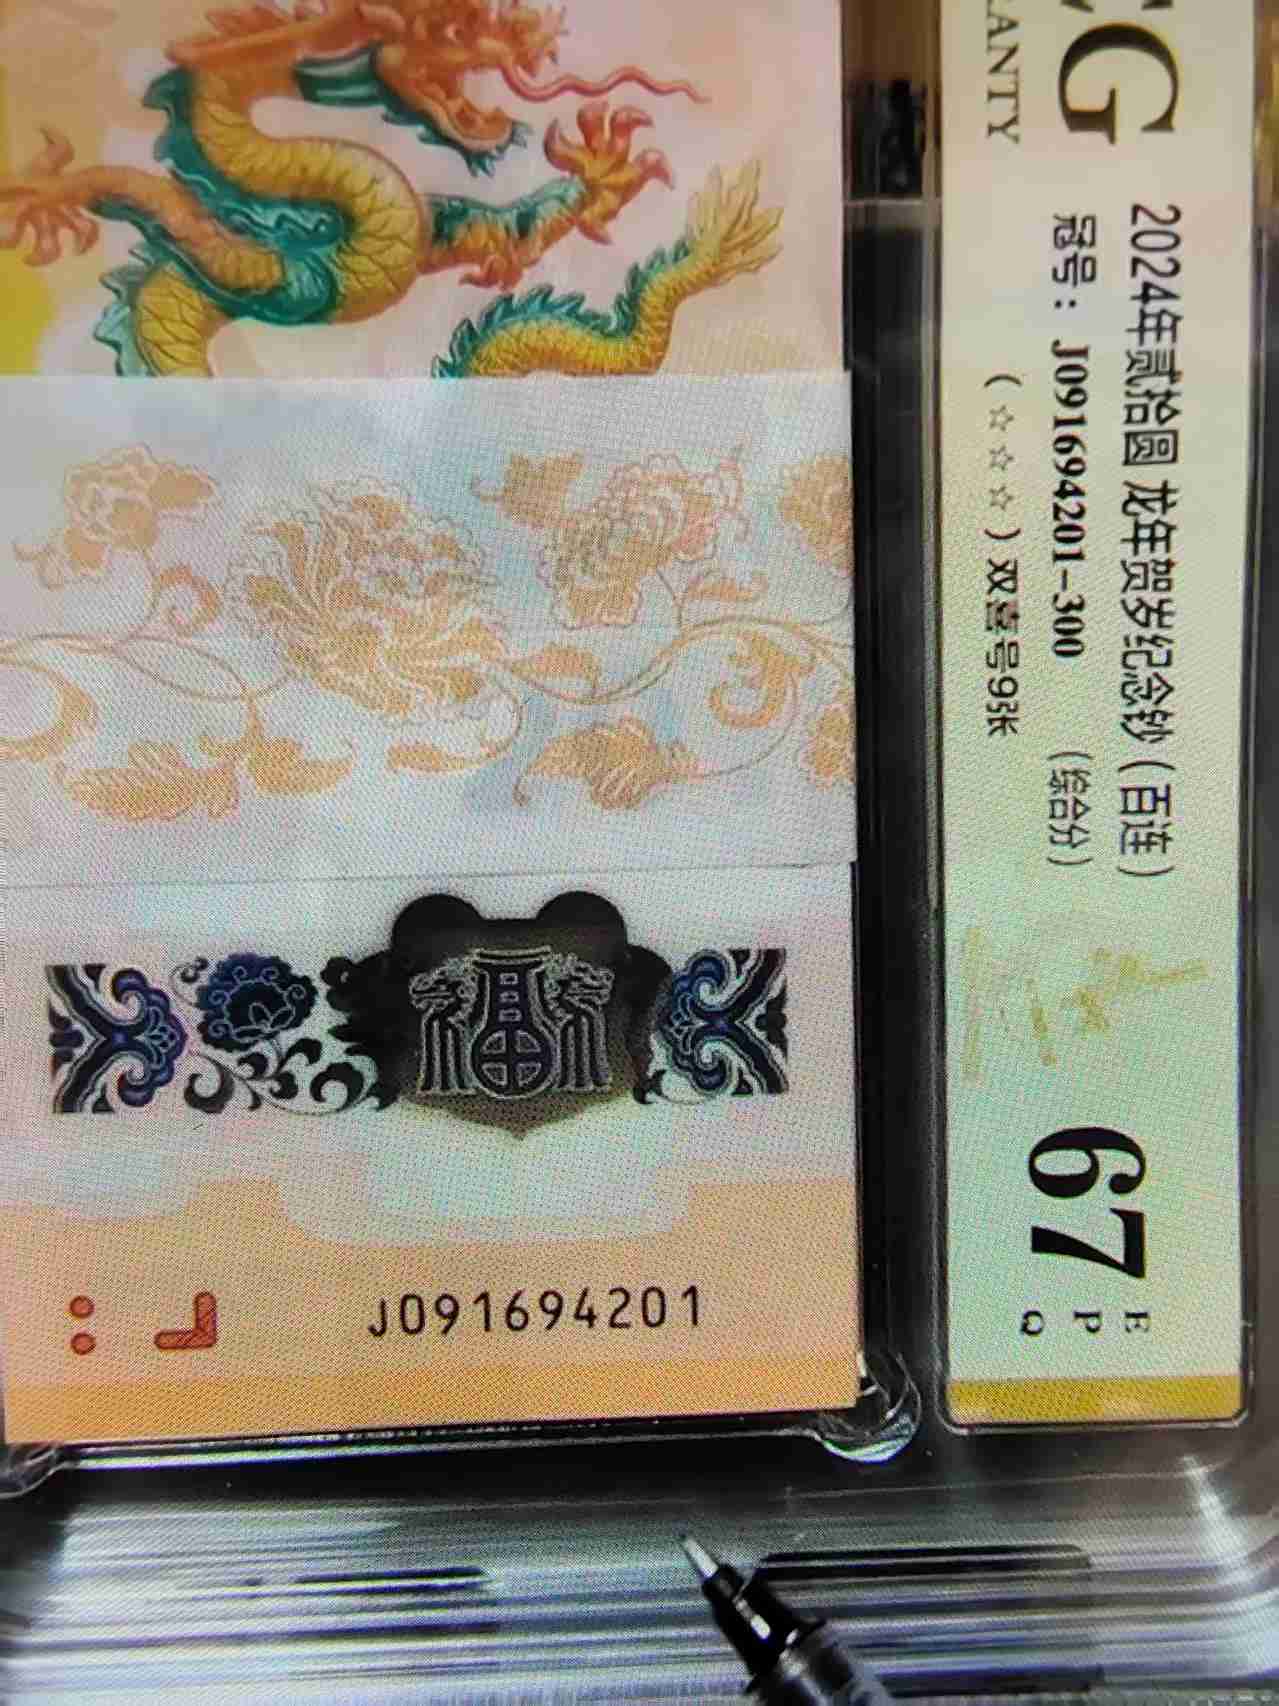 CG
ANTY
2024年贰拾圆 龙年贺岁纪念钞（百连）
冠号：J091694201-300 （综合分）
（☆☆☆）双喜号9张
67
E
P
Q
J091694201